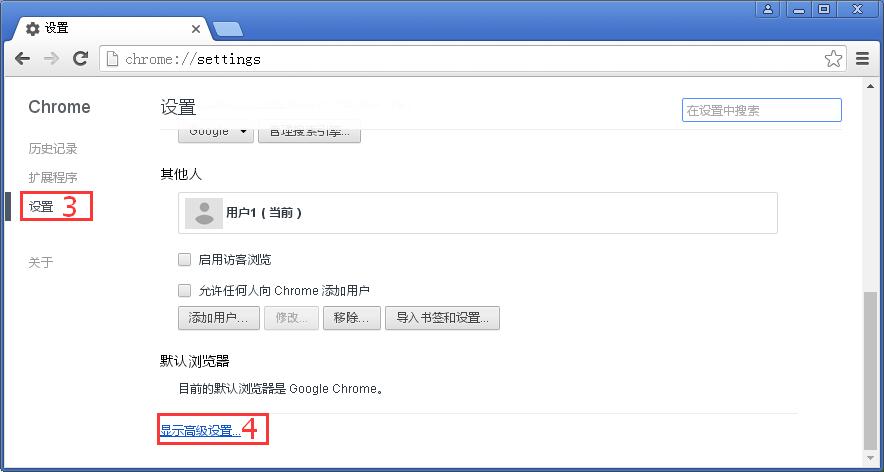 设置
chrome://settings
Chrome
设置
在设置中搜索
Google
管理搜索引擎...
历史记录
扩展程序
设置 3
关于
其他人
用户1（当前）
启用访客浏览
允许任何人向 Chrome 添加用户
添加用户...
修改...
移除...
导入书签和设置...
默认浏览器
目前的默认浏览器是 Google Chrome。
显示高级设置... 4